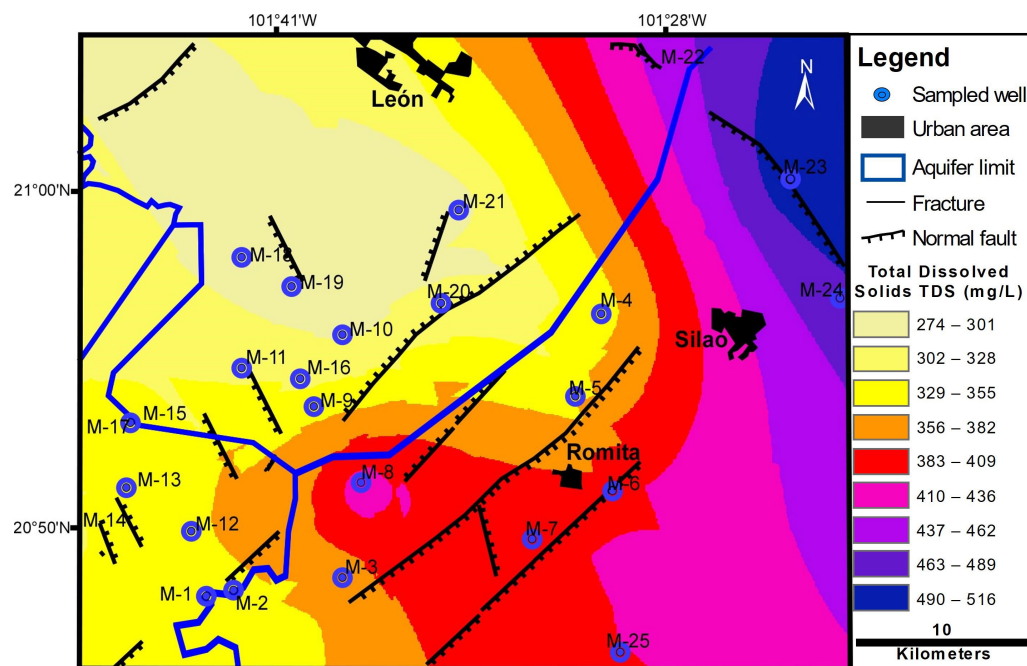 101°41'W
101°28'W
León
M-22
N
M-23
21°00'N
M-21
M-18
M-19
M-24
M-20
M-4
M-10
Silao
M-11
M-16
M-5
M-9
M-15
M-17
Romita
M-8
M-6
M-13
M-14
20°50'N
M-12
M-7
M-3
M-1
M-2
M-25
Legend
Sampled well
Urban area
Aquifer limit
Fracture
Normal fault
Total Dissolved
Solids TDS (mg/L)
274 – 301
302 – 328
329 – 355
356 – 382
383 – 409
410 – 436
437 – 462
463 – 489
490 – 516
10
Kilometers